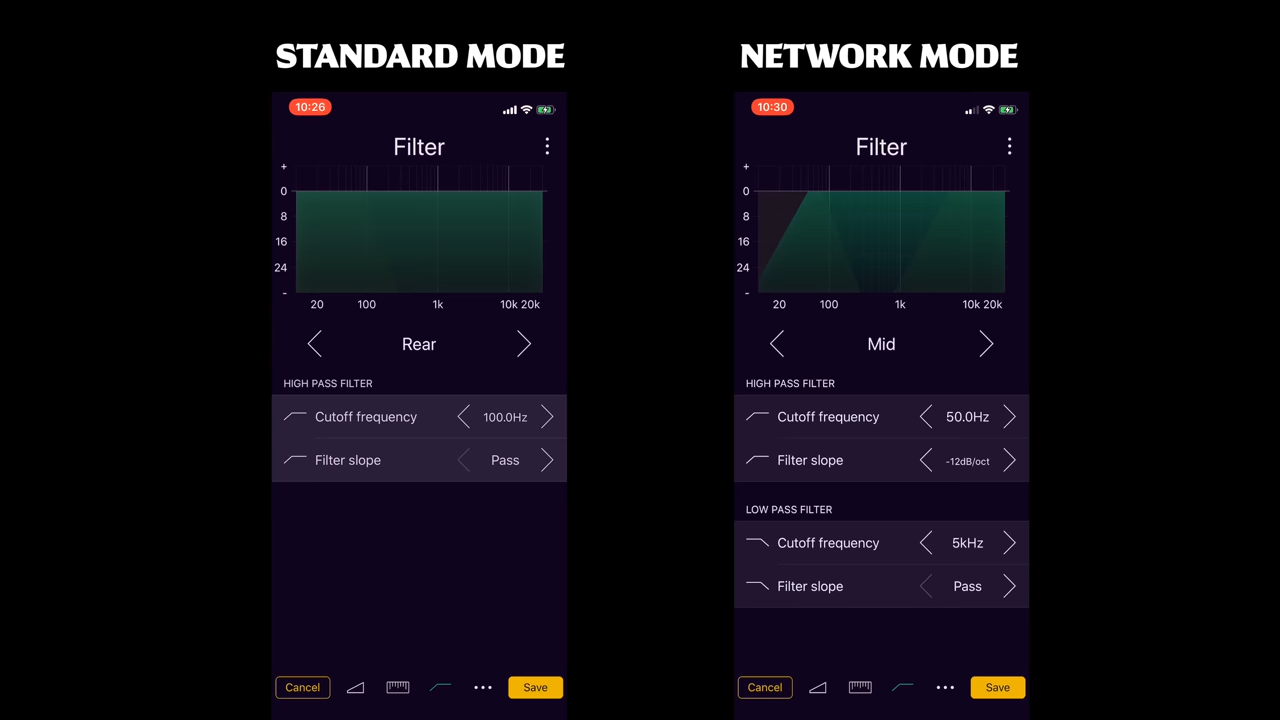 STANDARD MODE
10:26
Filter
+
0
8
16
24
-
20 100 1k 10k 20k
Rear
HIGH PASS FILTER
Cutoff frequency 100.0Hz
Filter slope Pass
Cancel Save
NETWORK MODE
10:30
Filter
+
0
8
16
24
-
20 100 1k 10k 20k
Mid
HIGH PASS FILTER
Cutoff frequency 50.0Hz
Filter slope -12dB/oct
LOW PASS FILTER
Cutoff frequency 5kHz
Filter slope Pass
Cancel Save